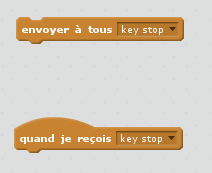 envoyer à tous key stop
quand je reçois key stop